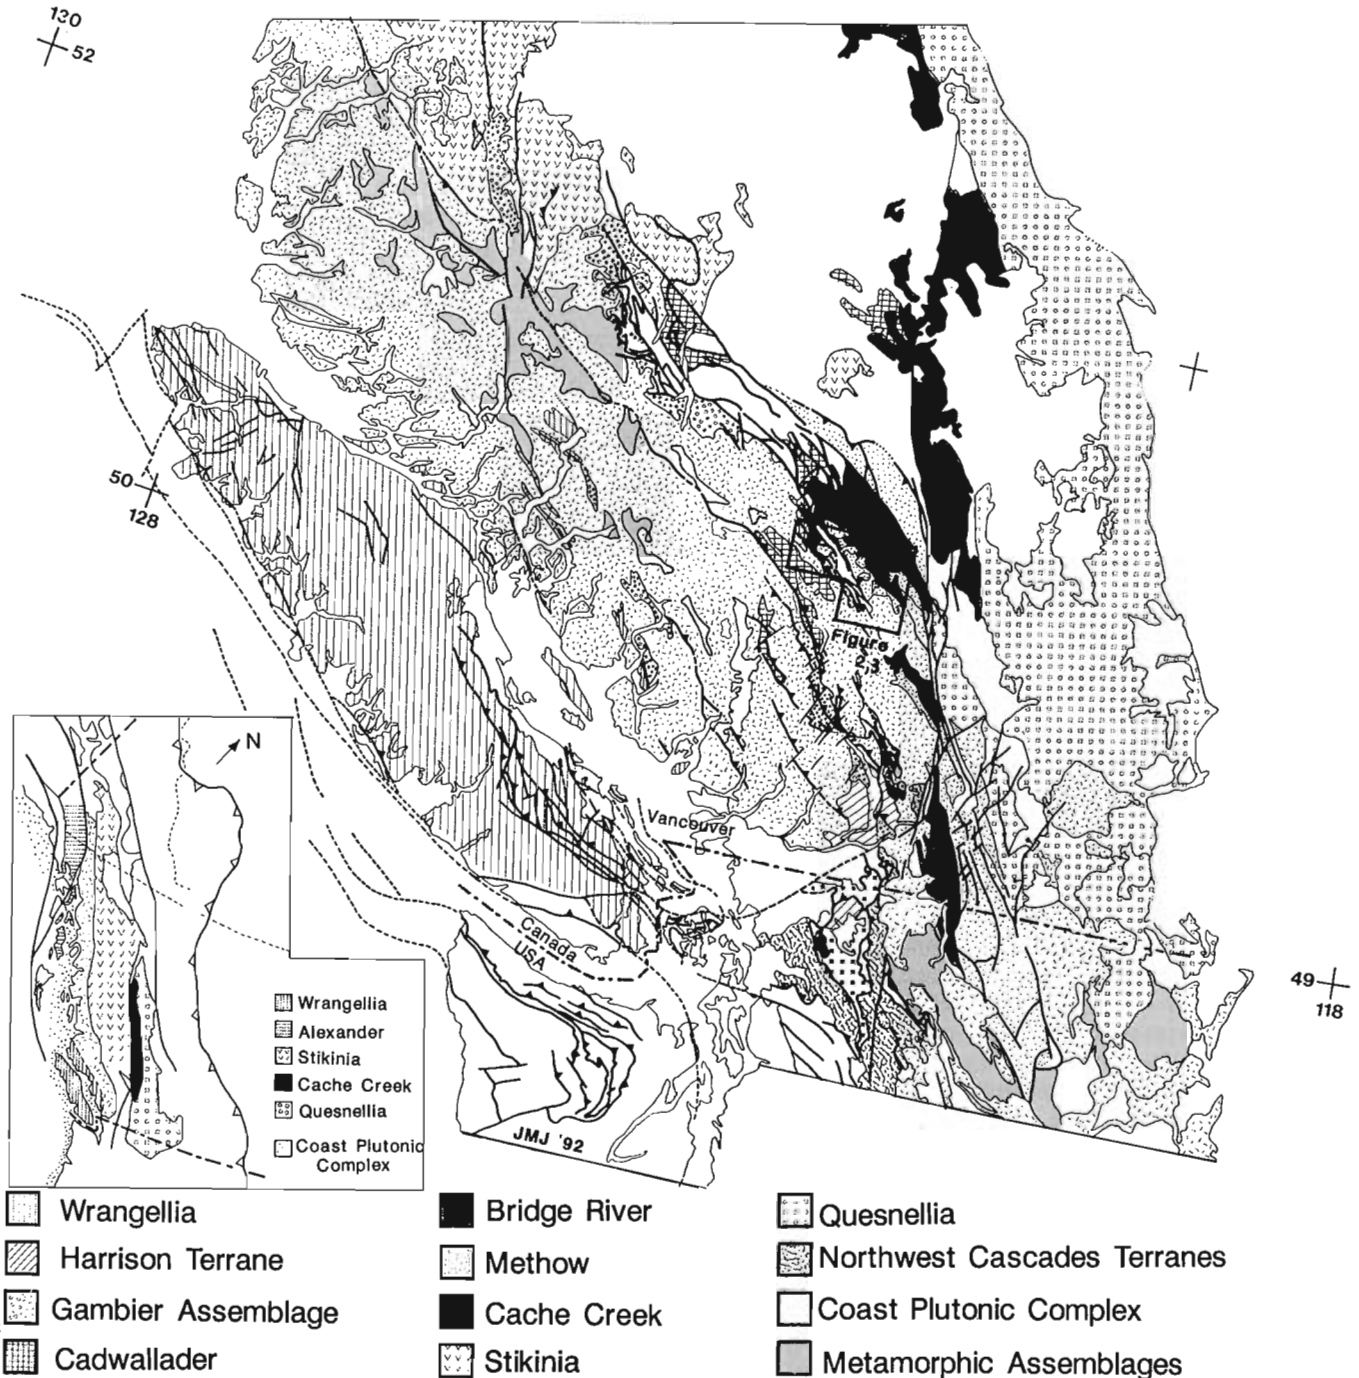 130
52
50
128
Figure
2,3
Vancouver
Canada
USA
49
118
JMJ '92
N
Wrangellia
Alexander
Stikinia
Cache Creek
Quesnellia
Coast Plutonic
Complex
Wrangellia
Harrison Terrane
Gambier Assemblage
Cadwallader
Bridge River
Methow
Cache Creek
Stikinia
Quesnellia
Northwest Cascades Terranes
Coast Plutonic Complex
Metamorphic Assemblages